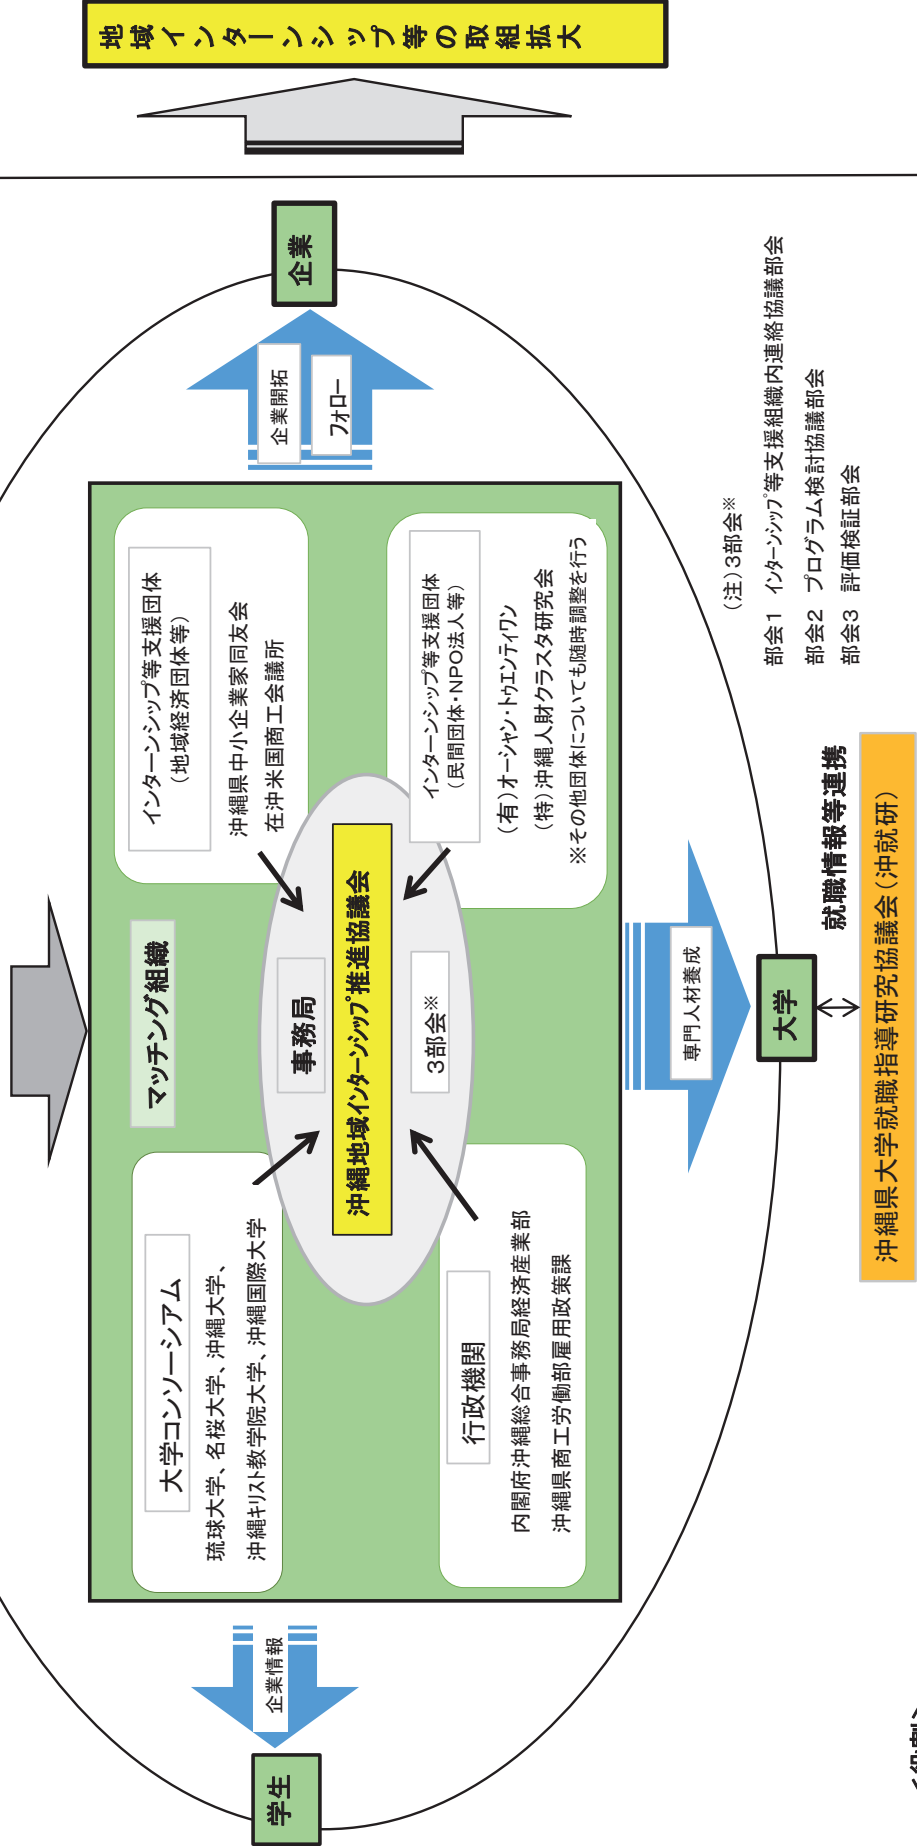 地域インターンシップ等の取組拡大
マッチング組織
大学コンソーシアム
琉球大学、名桜大学、沖縄大学、
沖縄キリスト教学院大学、沖縄国際大学
インターンシップ等支援団体
（地域経済団体等）
沖縄県中小企業家同友会
在沖米国商工会議所
事務局
沖縄地域インターンシップ推進協議会
3部会※
行政機関
内閣府沖縄総合事務局経済産業部
沖縄県商工労働部雇用政策課
インターンシップ等支援団体
（民間団体・NPO法人等）
（有）オーシャン・トゥエンティワン
（特）沖縄人財クラスタ研究会
※その他団体についても随時調整を行う
学生
企業情報
企業開拓
フォロー
企業
専門人材養成
大学
就職情報等連携
沖縄県大学就職指導研究協議会（沖就研）
（注）3部会※
部会1 インターンシップ等支援組織内連絡協議部会
部会2 プログラム検討協議部会
部会3 評価検証部会